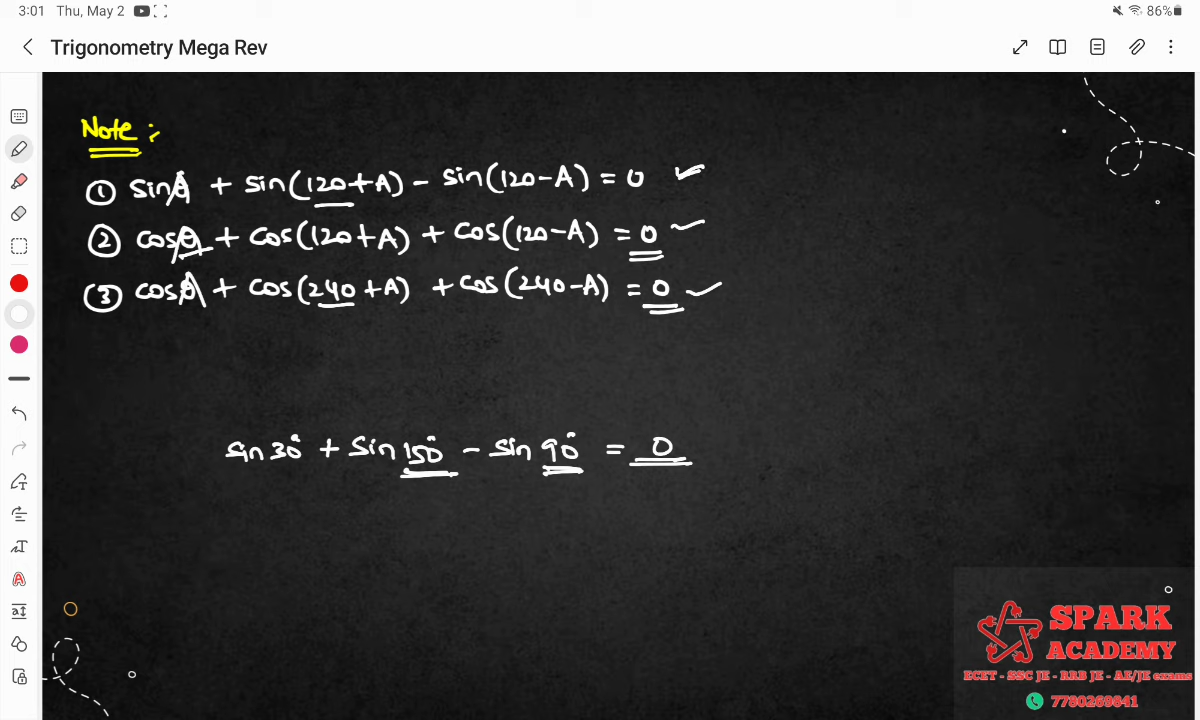 3:01 Thu, May 2 86%
Trigonometry Mega Rev
Note :
① SinA + Sin(120+A) - Sin(120-A) = 0
② cosA + cos(120+A) + cos(120-A) = 0
③ cosA + cos(240+A) + cos(240-A) = 0
Sin 30° + Sin 150° - Sin 90° = 0
SPARK
ACADEMY
ECET - SSC JE - RRB JE - AE/JE exams
7780269841